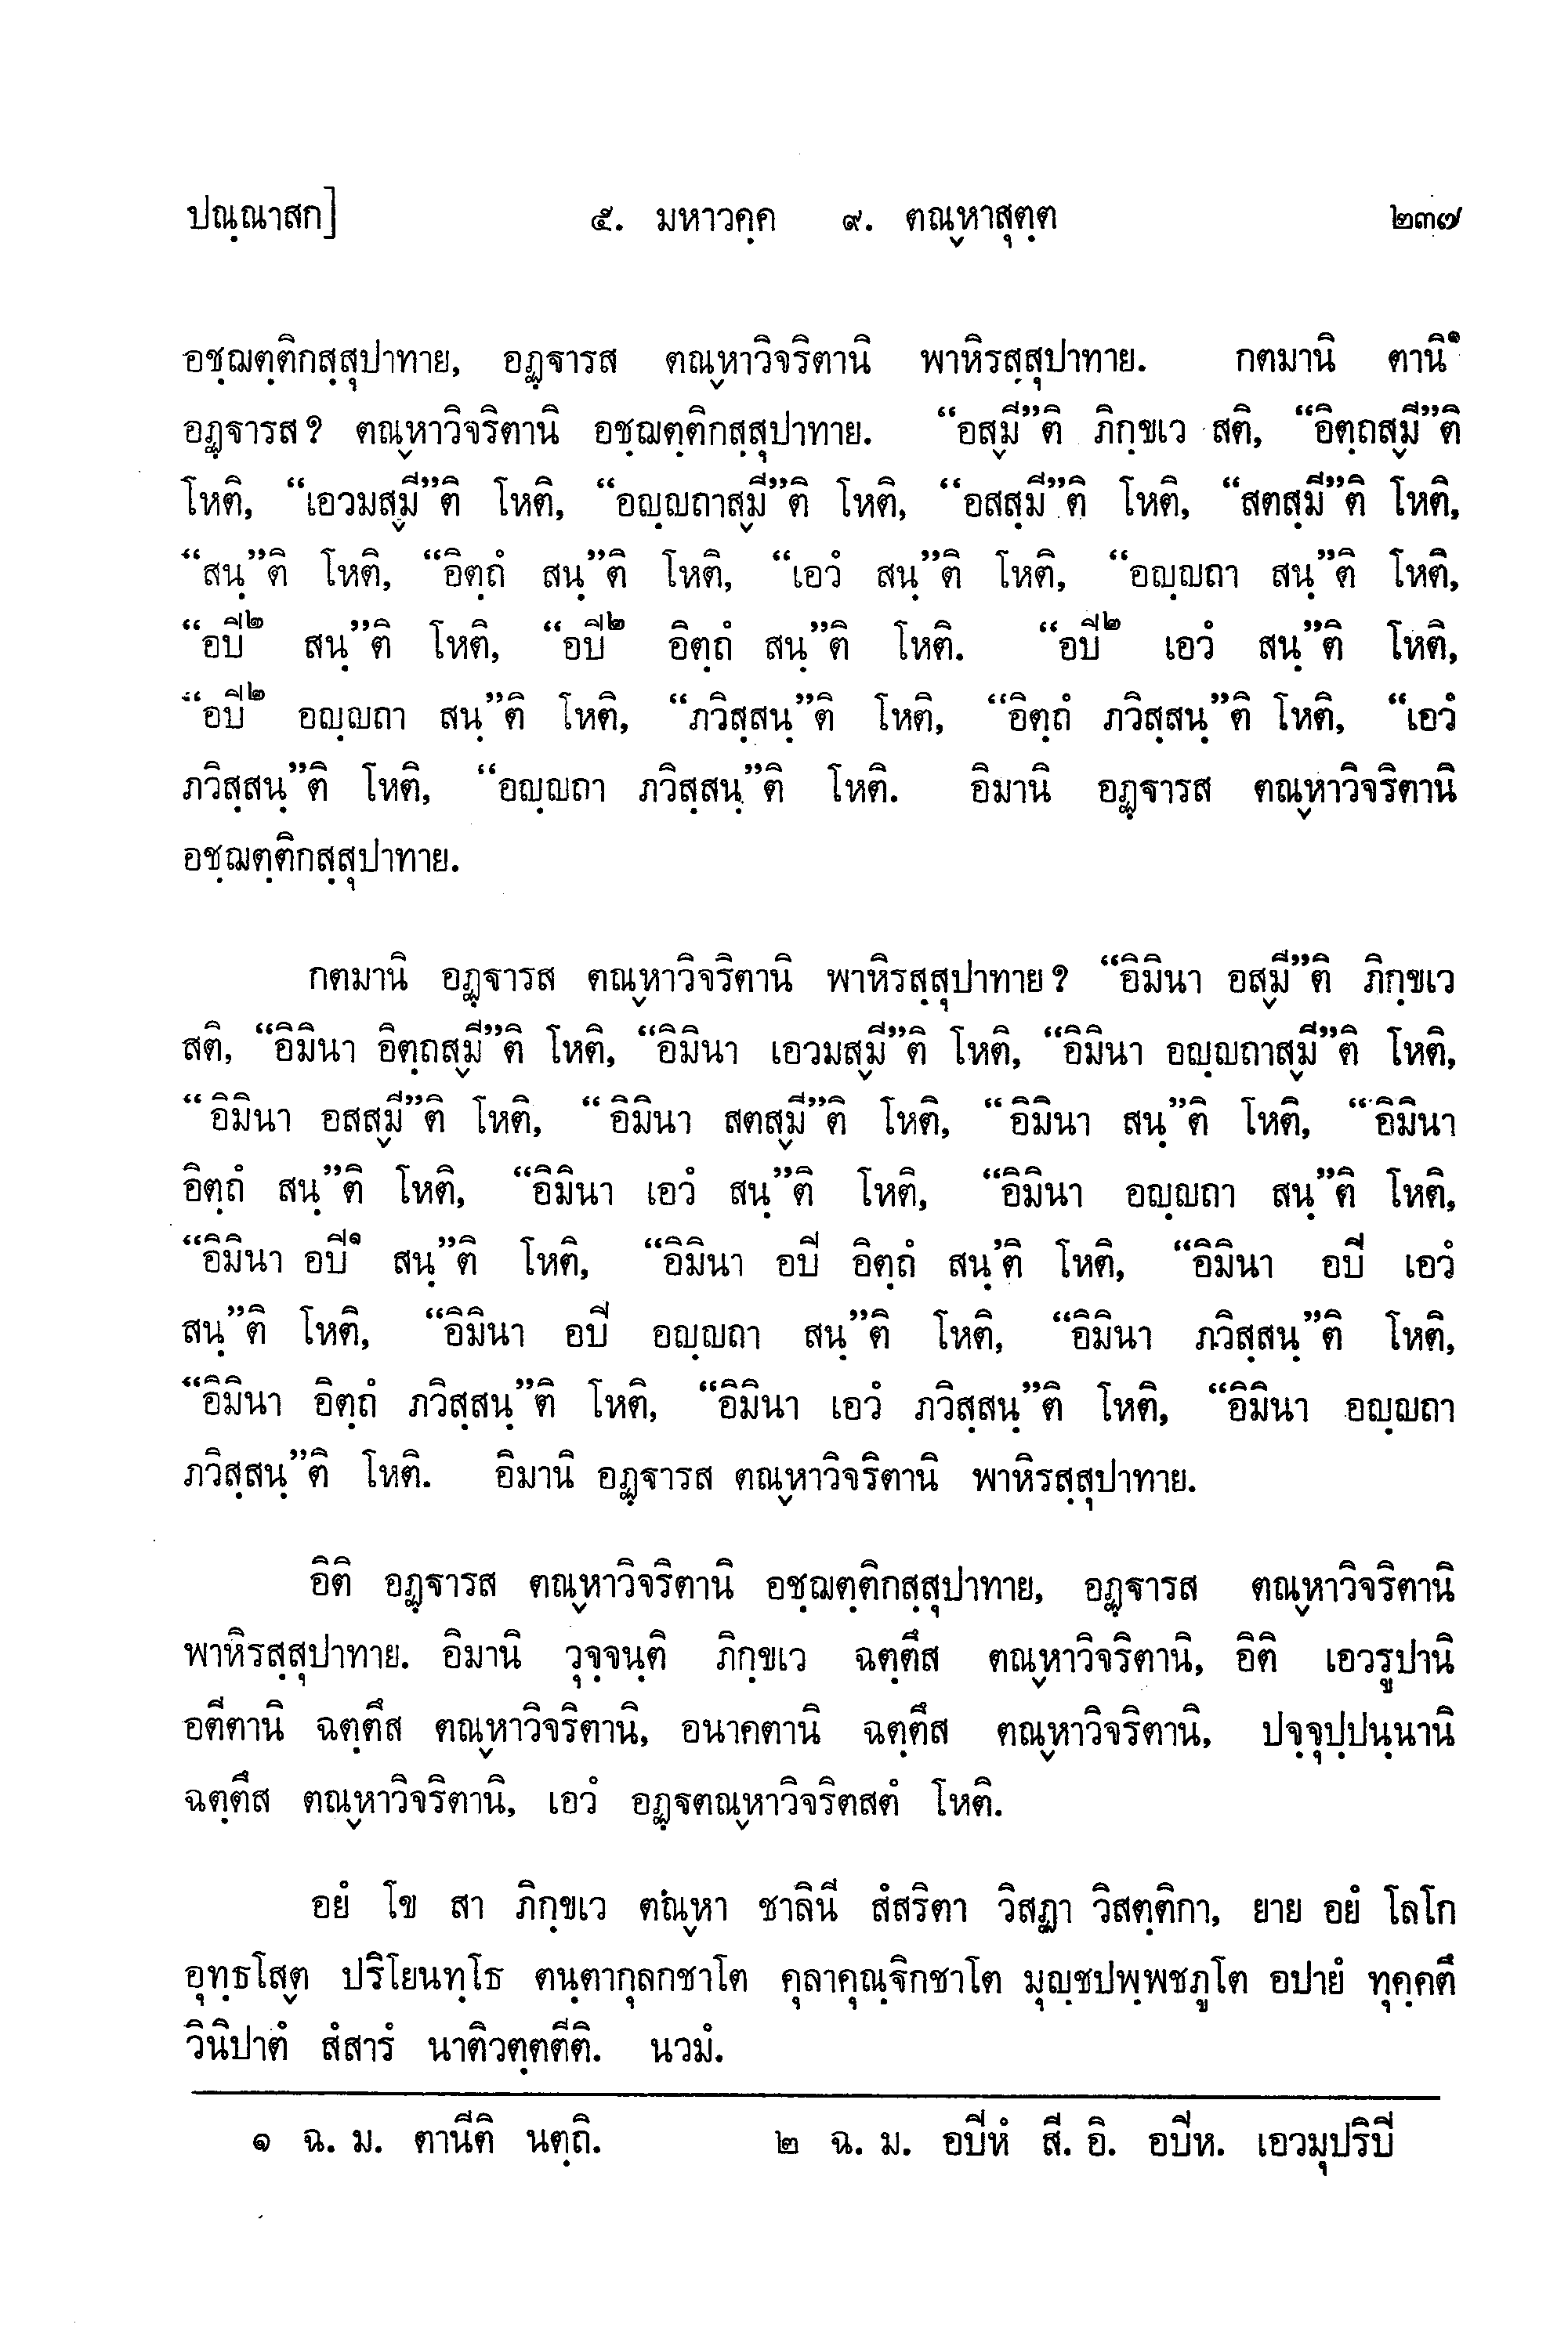 ปณฺณาสก] ๕. มหาวคฺค ๙. ตณฺหาสุตฺต ๒๓๗
อชฺฌตฺติกสฺสุปาทาย, อฏฺฐารส ตณฺหาวิจริตานิ พาหิรสฺสุปาทาย. กตมานิ ตานิ๑
อฏฺฐารส? ตณฺหาวิจริตานิ อชฺฌตฺติกสฺสุปาทาย. “อสฺมี”ติ ภิกฺขเว สติ, “อิตฺถสฺมี”ติ
โหติ, “เอวมสฺมี”ติ โหติ, “อญฺญถาสฺมี”ติ โหติ, “อสสฺมี”ติ โหติ, “สตสฺมี”ติ โหติ,
“สนฺ”ติ โหติ, “อิตฺถํ สนฺ”ติ โหติ, “เอวํ สนฺ”ติ โหติ, “อญฺญถา สนฺ”ติ โหติ,
“อปิ๒ สนฺ”ติ โหติ, “อปิ๒ อิตฺถํ สนฺ”ติ โหติ. “อปิ๒ เอวํ สนฺ”ติ โหติ,
“อปิ๒ อญฺญถา สนฺ”ติ โหติ, “ภวิสฺสนฺ”ติ โหติ, “อิตฺถํ ภวิสฺสนฺ”ติ โหติ, “เอวํ
ภวิสฺสนฺ”ติ โหติ, “อญฺญถา ภวิสฺสนฺ”ติ โหติ. อิมานิ อฏฺฐารส ตณฺหาวิจริตานิ
อชฺฌตฺติกสฺสุปาทาย.
กตมานิ อฏฺฐารส ตณฺหาวิจริตานิ พาหิรสฺสุปาทาย? “อิมินา อสฺมี”ติ ภิกฺขเว
สติ, “อิมินา อิตฺถสฺมี”ติ โหติ, “อิมินา เอวมสฺมี”ติ โหติ, “อิมินา อญฺญถาสฺมี”ติ โหติ,
“อิมินา อสสฺมี”ติ โหติ, “อิมินา สตสฺมี”ติ โหติ, “อิมินา สนฺ”ติ โหติ, “อิมินา
อิตฺถํ สนฺ”ติ โหติ, “อิมินา เอวํ สนฺ”ติ โหติ, “อิมินา อญฺญถา สนฺ”ติ โหติ,
“อิมินา อปิ๑ สนฺ”ติ โหติ, “อิมินา อปิ อิตฺถํ สนฺ’ติ โหติ, “อิมินา อปิ เอวํ
สนฺ”ติ โหติ, “อิมินา อปิ อญฺญถา สนฺ”ติ โหติ, “อิมินา ภวิสฺสนฺ”ติ โหติ,
“อิมินา อิตฺถํ ภวิสฺสนฺ”ติ โหติ, “อิมินา เอวํ ภวิสฺสนฺ”ติ โหติ, “อิมินา อญฺญถา
ภวิสฺสนฺ”ติ โหติ. อิมานิ อฏฺฐารส ตณฺหาวิจริตานิ พาหิรสฺสุปาทาย.
อิติ อฏฺฐารส ตณฺหาวิจริตานิ อชฺฌตฺติกสฺสุปาทาย, อฏฺฐารส ตณฺหาวิจริตานิ
พาหิรสฺสุปาทาย. อิมานิ วุจฺจนฺติ ภิกฺขเว ฉตฺตึส ตณฺหาวิจริตานิ, อิติ เอวรูปานิ
อตีตานิ ฉตฺตึส ตณฺหาวิจริตานิ, อนาคตานิ ฉตฺตึส ตณฺหาวิจริตานิ, ปจฺจุปฺปนฺนานิ
ฉตฺตึส ตณฺหาวิจริตานิ, เอวํ อฏฺฐตณฺหาวิจริตสตํ โหติ.
อยํ โข สา ภิกฺขเว ตณฺหา ชาลินี สํสริตา วิสฏา วิสตฺติกา, ยาย อยํ โลโก
อุทฺธโสฺต ปริโยนทฺโธ ตนฺตากุลกชาโต คุลาคุณฺฐิกชาโต มุญฺชปพฺพชภูโต อปายํ ทุคฺคตึ
วินิปาตํ สํสารํ นาติวตฺตตีติ. นวมํ.
๑ ฉ. ม. ตานีติ นตฺถิ. ๒ ฉ. ม. อปิหํ สี. อิ. อปิห. เอวมุปริปิ